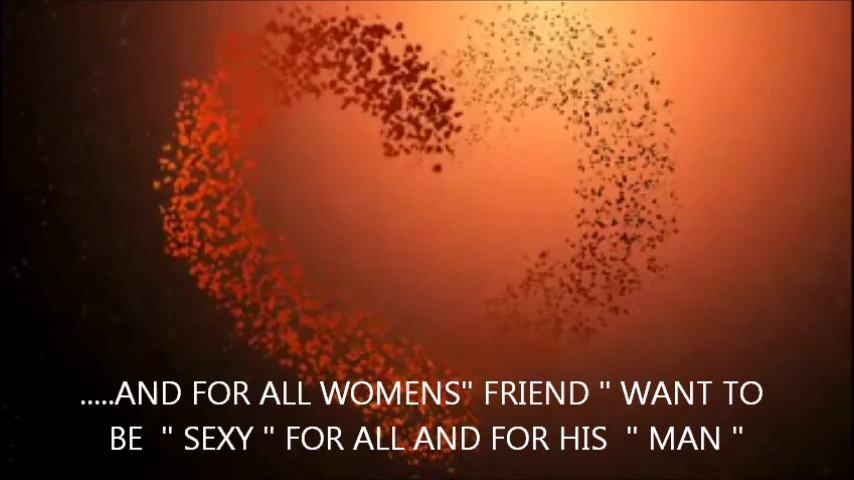 .....AND FOR ALL WOMENS" FRIEND " WANT TO
BE  " SEXY " FOR ALL AND FOR HIS  " MAN "